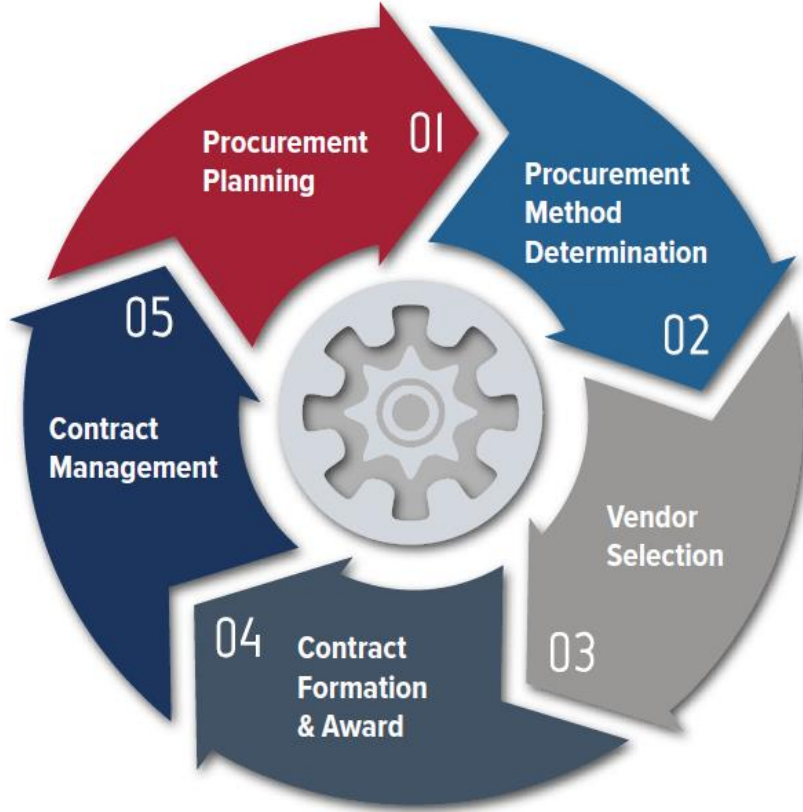 01
Procurement
Planning
02
Procurement
Method
Determination
03
Vendor
Selection
04
Contract
Formation
& Award
05
Contract
Management